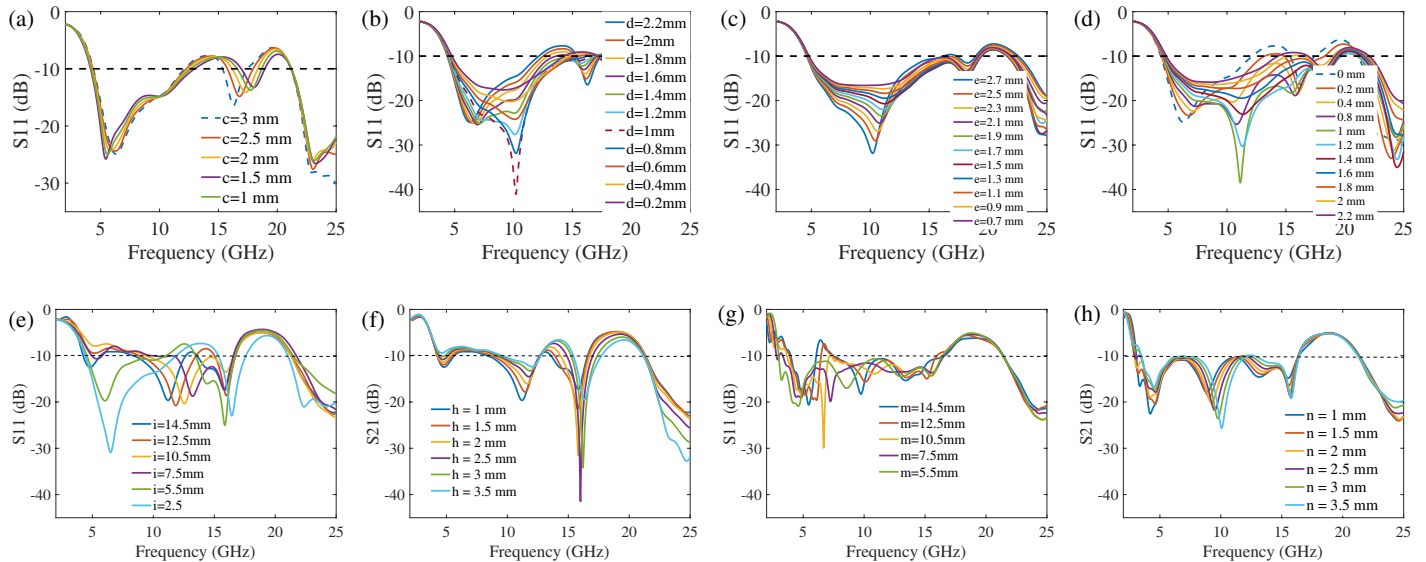 (a)
S11 (dB)
0
-10
-20
-30
c=3 mm
c=2.5 mm
c=2 mm
c=1.5 mm
c=1 mm
5
10
15
20
25
Frequency (GHz)
(b)
S11 (dB)
0
-10
-20
-30
-40
d=2.2mm
d=2mm
d=1.8mm
d=1.6mm
d=1.4mm
d=1.2mm
d=1mm
d=0.8mm
d=0.6mm
d=0.4mm
d=0.2mm
5
10
15
20
25
Frequency (GHz)
(c)
S11 (dB)
0
-10
-20
-30
-40
e=2.7 mm
e=2.5 mm
e=2.3 mm
e=2.1 mm
e=1.9 mm
e=1.7 mm
e=1.5 mm
e=1.3 mm
e=1.1 mm
e=0.9 mm
e=0.7 mm
5
10
15
20
25
Frequency (GHz)
(d)
S11 (dB)
0
-10
-20
-30
-40
0 mm
0.2 mm
0.4 mm
0.8 mm
1 mm
1.2 mm
1.4 mm
1.6 mm
1.8 mm
2 mm
2.2 mm
5
10
15
20
25
Frequency (GHz)
(e)
S11 (dB)
0
-10
-20
-30
-40
i=14.5mm
i=12.5mm
i=10.5mm
i=7.5mm
i=5.5mm
i=2.5
5
10
15
20
25
Frequency (GHz)
(f)
S21 (dB)
0
-10
-20
-30
-40
h = 1 mm
h = 1.5 mm
h = 2 mm
h = 2.5 mm
h = 3 mm
h = 3.5 mm
5
10
15
20
25
Frequency (GHz)
(g)
S11 (dB)
0
-10
-20
-30
-40
m=14.5mm
m=12.5mm
m=10.5mm
m=7.5mm
m=5.5mm
5
10
15
20
25
Frequency (GHz)
(h)
S21 (dB)
0
-10
-20
-30
-40
n = 1 mm
n = 1.5 mm
n = 2 mm
n = 2.5 mm
n = 3 mm
n = 3.5 mm
5
10
15
20
25
Frequency (GHz)